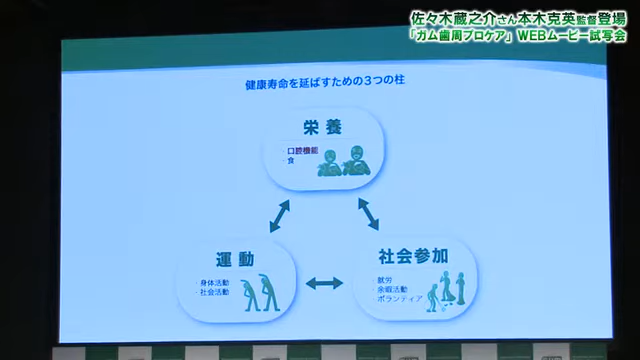 佐々木蔵之介さん本木克英監督登場
「ガム歯周プロケア」 WEBムービー試写会
健康寿命を延ばすための3つの柱
栄養
・口腔機能
・食
運動
・身体活動
・社会活動
社会参加
・就労
・余暇活動
・ボランティア